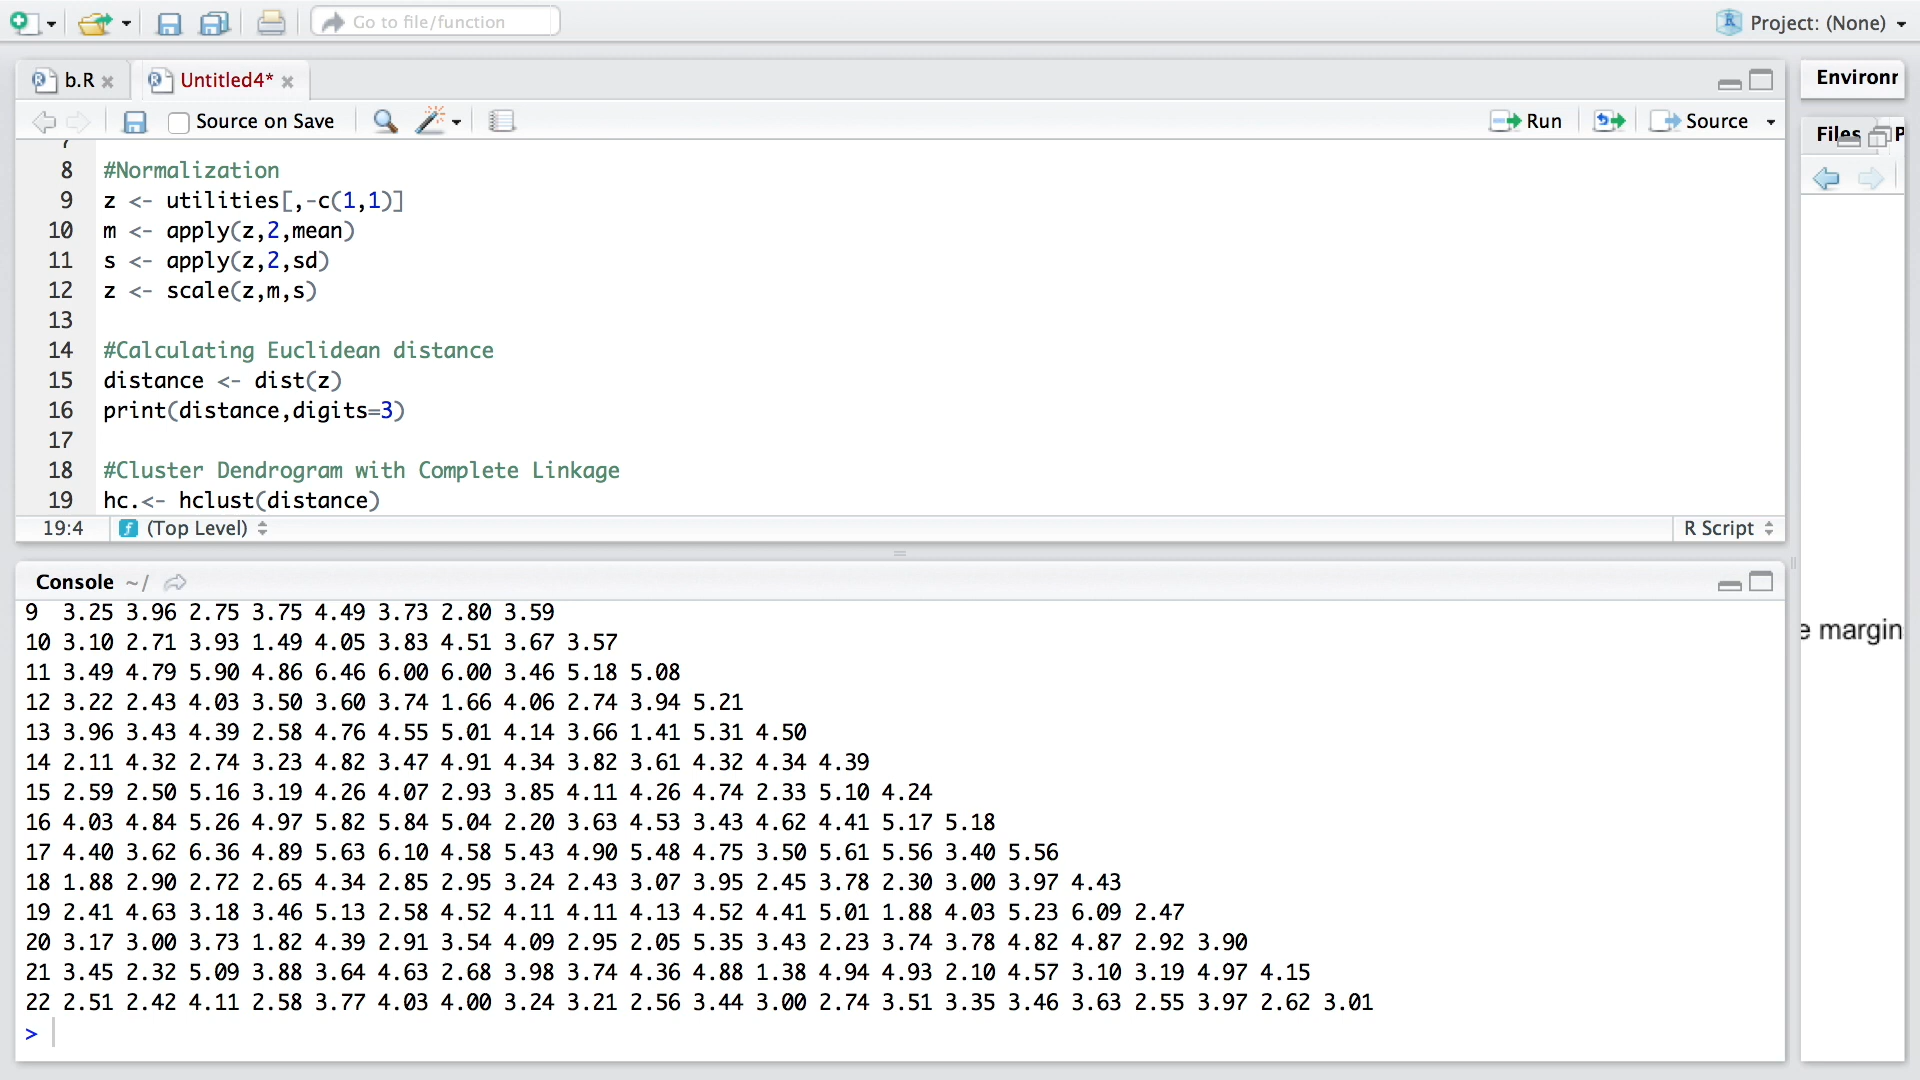 Go to file/function
Project: (None)
b.R
Untitled4*
Environr
Source on Save
Run
Source
Files
P
7
8 #Normalization
9 z <- utilities[,-c(1,1)]
10 m <- apply(z,2,mean)
11 s <- apply(z,2,sd)
12 z <- scale(z,m,s)
13
14 #Calculating Euclidean distance
15 distance <- dist(z)
16 print(distance,digits=3)
17
18 #Cluster Dendrogram with Complete Linkage
19 hc.<- hclust(distance)
19:4 (Top Level) R Script
Console ~/
9 3.25 3.96 2.75 3.75 4.49 3.73 2.80 3.59
10 3.10 2.71 3.93 1.49 4.05 3.83 4.51 3.67 3.57
11 3.49 4.79 5.90 4.86 6.46 6.00 6.00 3.46 5.18 5.08
12 3.22 2.43 4.03 3.50 3.60 3.74 1.66 4.06 2.74 3.94 5.21
13 3.96 3.43 4.39 2.58 4.76 4.55 5.01 4.14 3.66 1.41 5.31 4.50
14 2.11 4.32 2.74 3.23 4.82 3.47 4.91 4.34 3.82 3.61 4.32 4.34 4.39
15 2.59 2.50 5.16 3.19 4.26 4.07 2.93 3.85 4.11 4.26 4.74 2.33 5.10 4.24
16 4.03 4.84 5.26 4.97 5.82 5.84 5.04 2.20 3.63 4.53 3.43 4.62 4.41 5.17 5.18
17 4.40 3.62 6.36 4.89 5.63 6.10 4.58 5.43 4.90 5.48 4.75 3.50 5.61 5.56 3.40 5.56
18 1.88 2.90 2.72 2.65 4.34 2.85 2.95 3.24 2.43 3.07 3.95 2.45 3.78 2.30 3.00 3.97 4.43
19 2.41 4.63 3.18 3.46 5.13 2.58 4.52 4.11 4.11 4.13 4.52 4.41 5.01 1.88 4.03 5.23 6.09 2.47
20 3.17 3.00 3.73 1.82 4.39 2.91 3.54 4.09 2.95 2.05 5.35 3.43 2.23 3.74 3.78 4.82 4.87 2.92 3.90
21 3.45 2.32 5.09 3.88 3.64 4.63 2.68 3.98 3.74 4.36 4.88 1.38 4.94 4.93 2.10 4.57 3.10 3.19 4.97 4.15
22 2.51 2.42 4.11 2.58 3.77 4.03 4.00 3.24 3.21 2.56 3.44 3.00 2.74 3.51 3.35 3.46 3.63 2.55 3.97 2.62 3.01
>
e margin